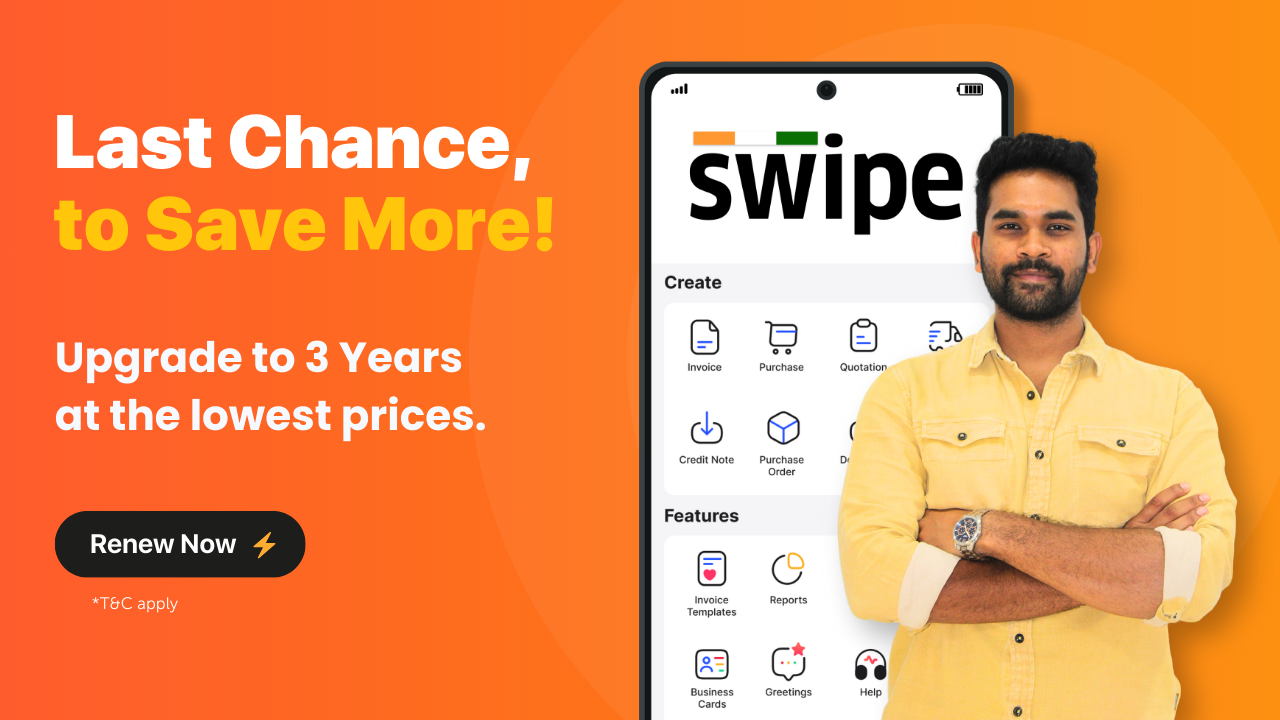 Last Chance,
to Save More!
Upgrade to 3 Years
at the lowest prices.
Renew Now
*T&C apply
swipe
Create
Invoice
Purchase
Quotation
Credit Note
Purchase
Order
Features
Invoice
Templates
Reports
Business
Cards
Greetings
Help